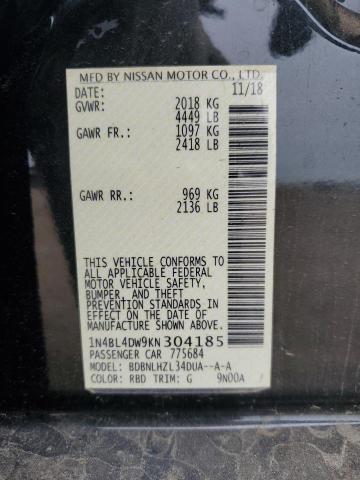 MFD BY NISSAN MOTOR CO., LTD.
DATE: 11/18
GVWR: 2018 KG
4449 LB
GAWR FR.: 1097 KG
2418 LB
GAWR RR.: 969 KG
2136 LB
THIS VEHICLE CONFORMS TO
ALL APPLICABLE FEDERAL
MOTOR VEHICLE SAFETY,
BUMPER, AND THEFT
PREVENTION STANDARDS IN
EFFECT ON THE DATE OF
MANUFACTURE SHOWN ABOVE.
1N4BL4DW9KN304185
PASSENGER CAR 775684
MODEL: BDBNLHZL34DUA--A-A
COLOR: RBD TRIM: G 9N00A